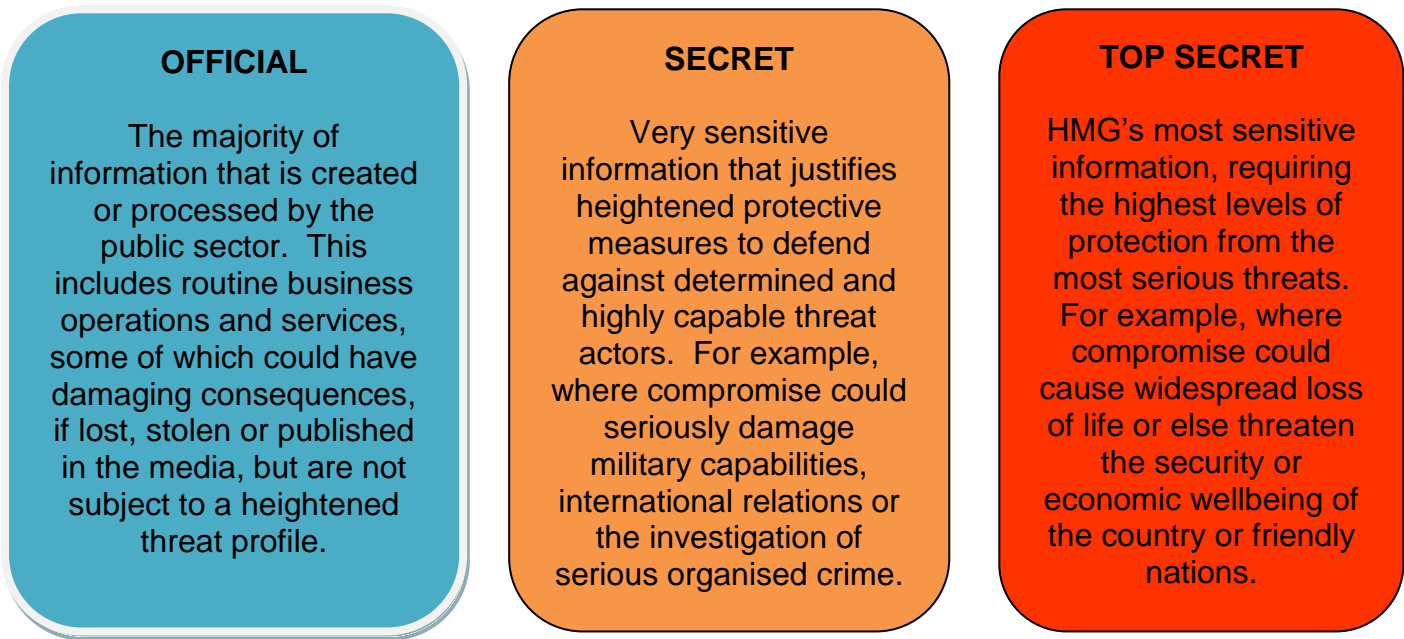 OFFICIAL
The majority of
information that is created
or processed by the
public sector.  This
includes routine business
operations and services,
some of which could have
damaging consequences,
if lost, stolen or published
in the media, but are not
subject to a heightened
threat profile.
SECRET
Very sensitive
information that justifies
heightened protective
measures to defend
against determined and
highly capable threat
actors.  For example,
where compromise could
seriously damage
military capabilities,
international relations or
the investigation of
serious organised crime.
TOP SECRET
HMG’s most sensitive
information, requiring
the highest levels of
protection from the
most serious threats.
For example, where
compromise could
cause widespread loss
of life or else threaten
the security or
economic wellbeing of
the country or friendly
nations.